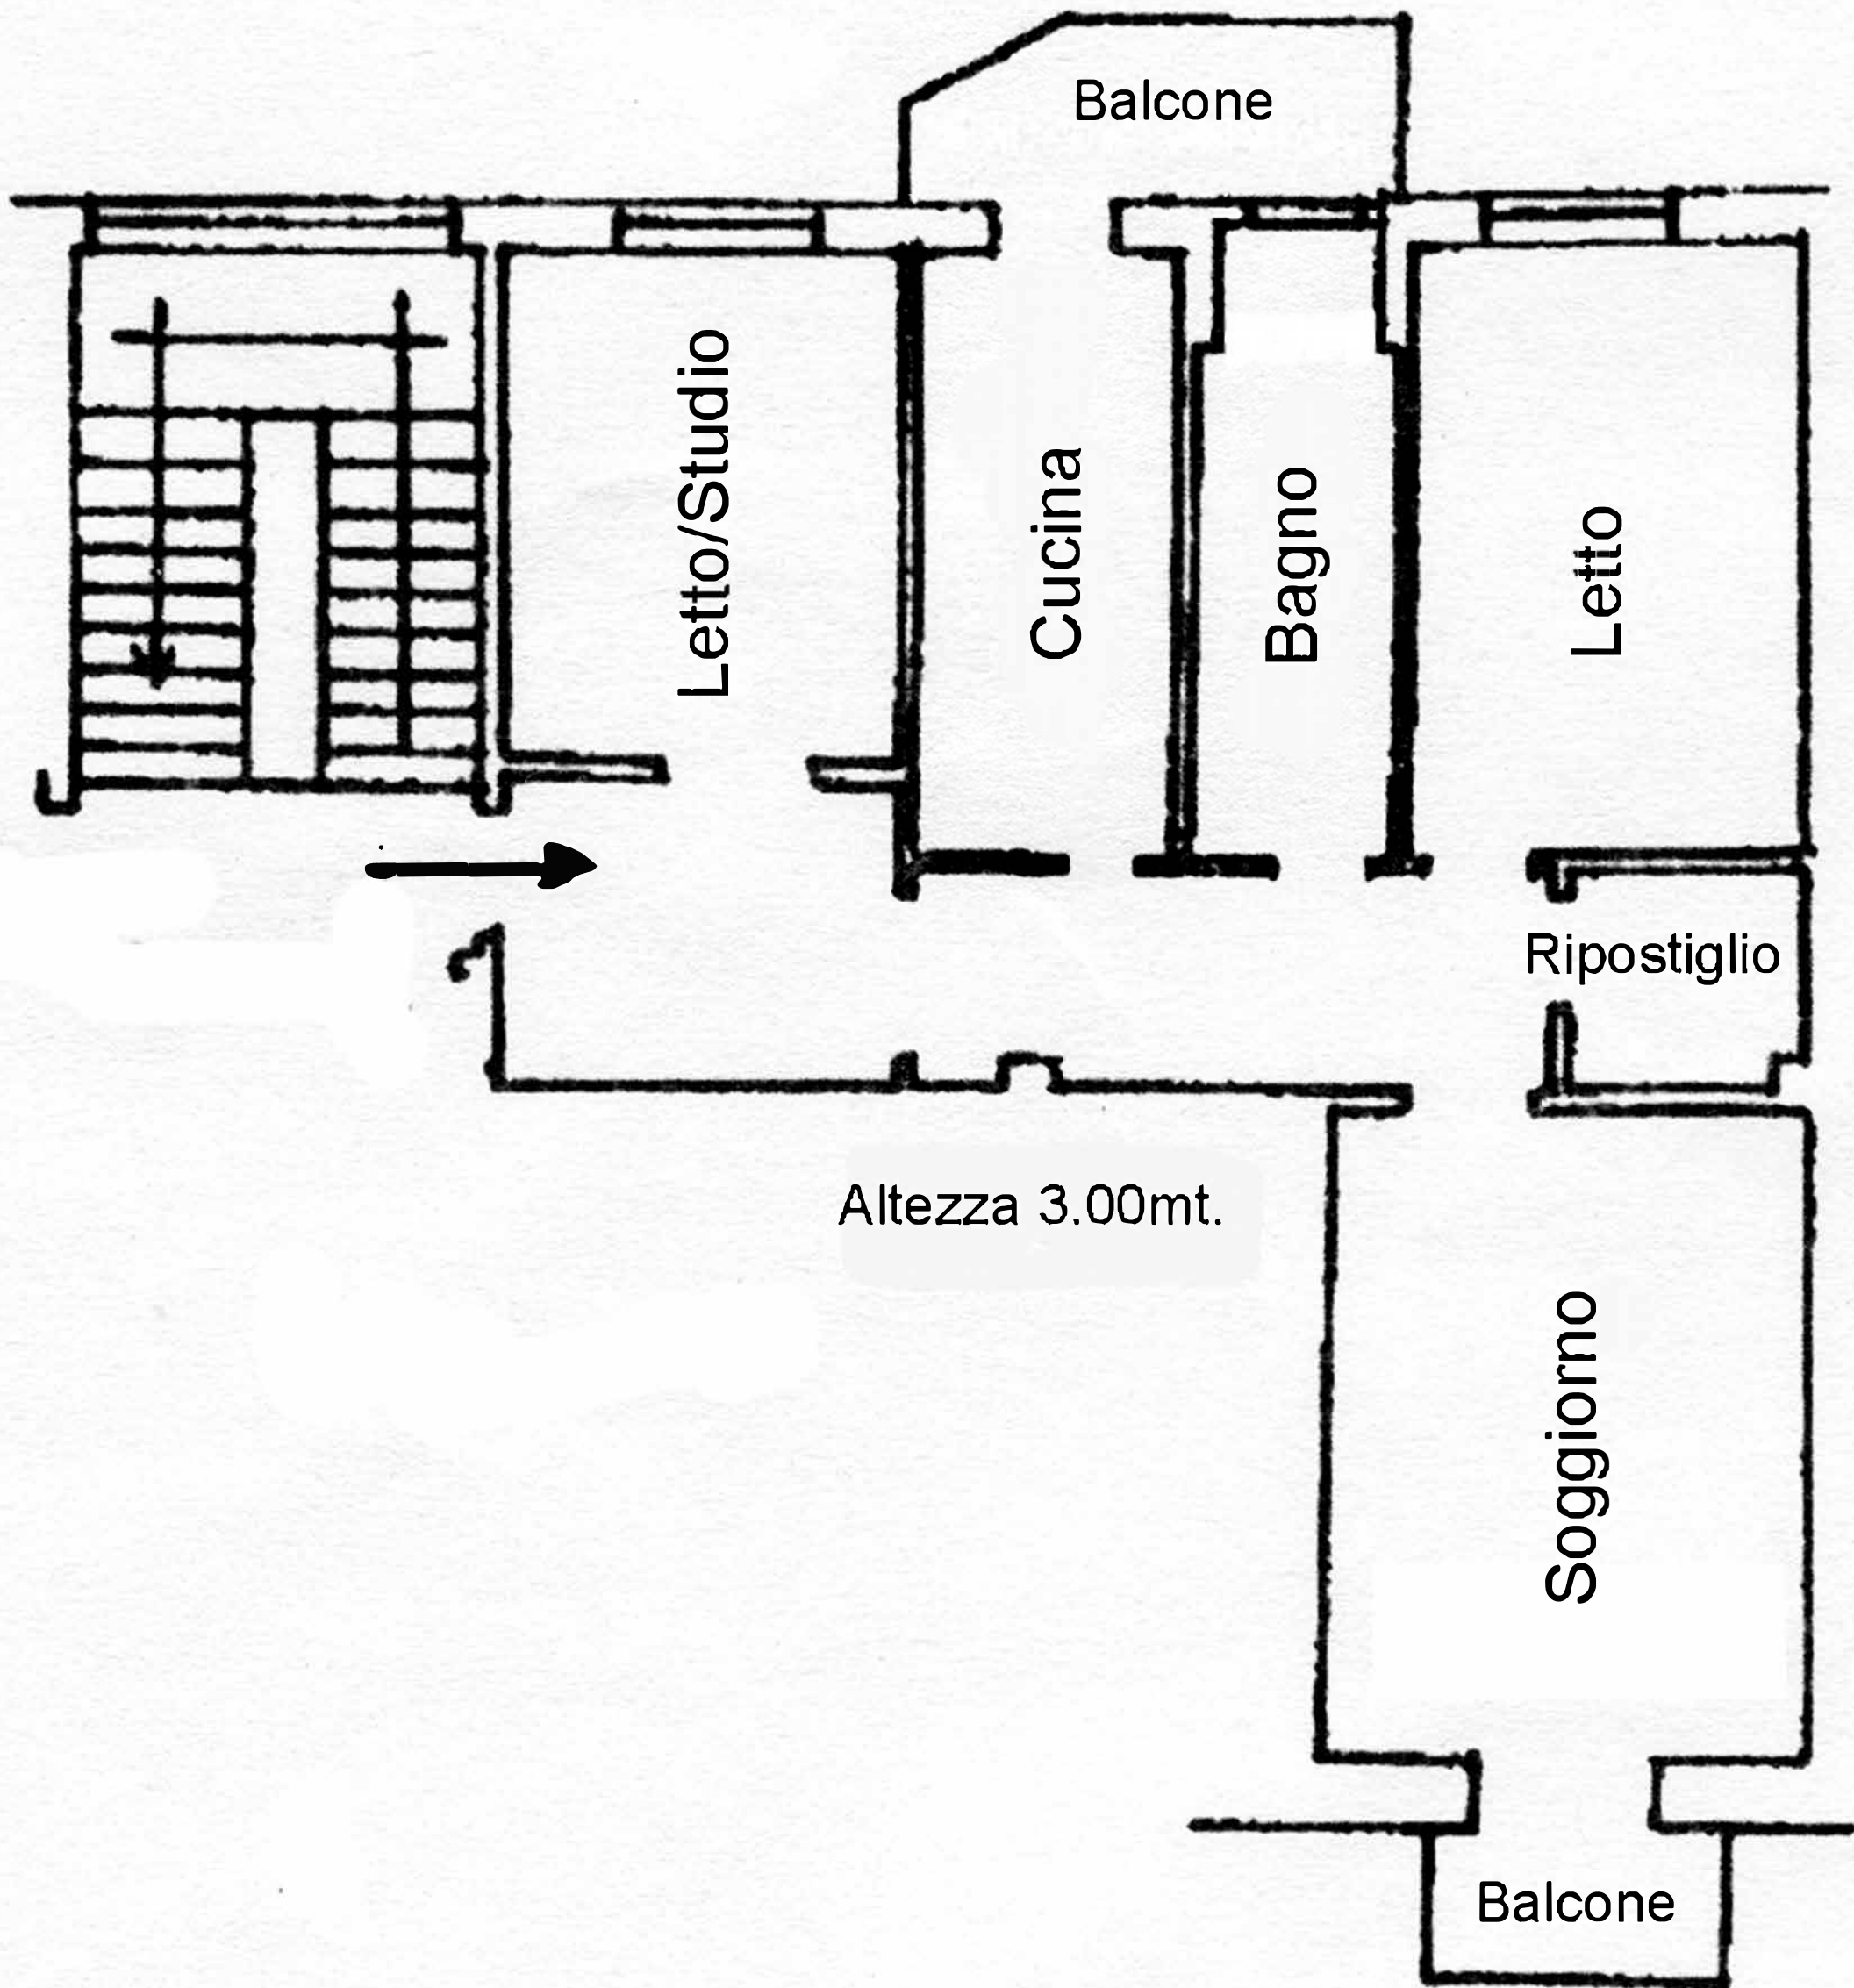 Balcone
Letto/Studio
Cucina
Bagno
Letto
Ripostiglio
Altezza 3.00mt.
Soggiorno
Balcone